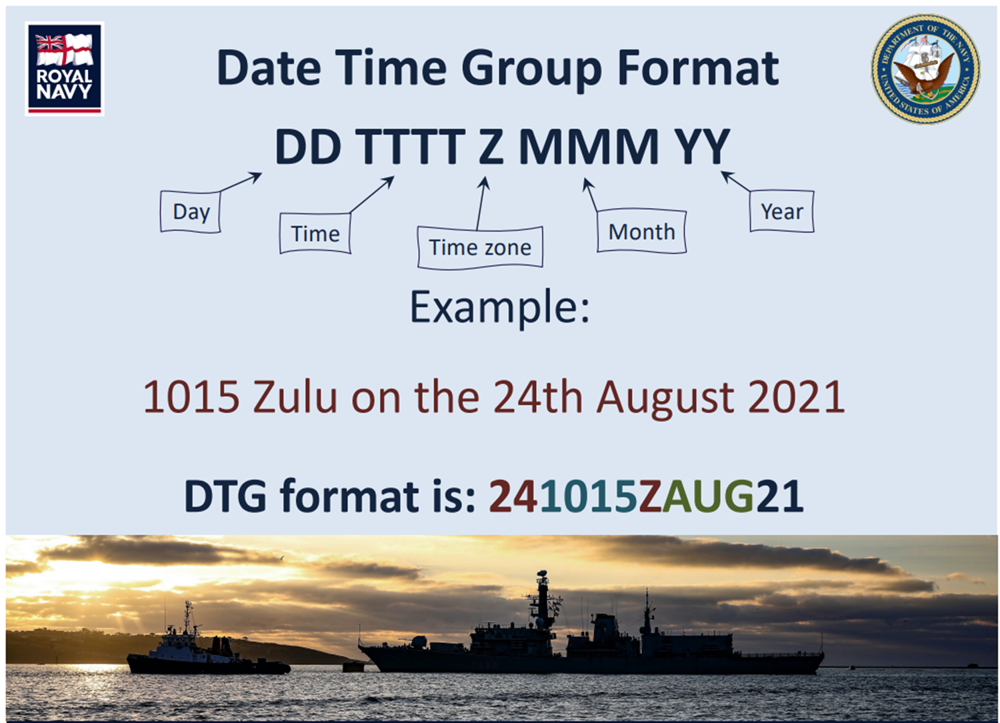 ROYAL
NAVY
DEPARTMENT OF THE NAVY
UNITED STATES OF AMERICA
Date Time Group Format
DD TTTT Z MMM YY
Day
Time
Time zone
Month
Year
Example:
1015 Zulu on the 24th August 2021
DTG format is: 241015ZAUG21